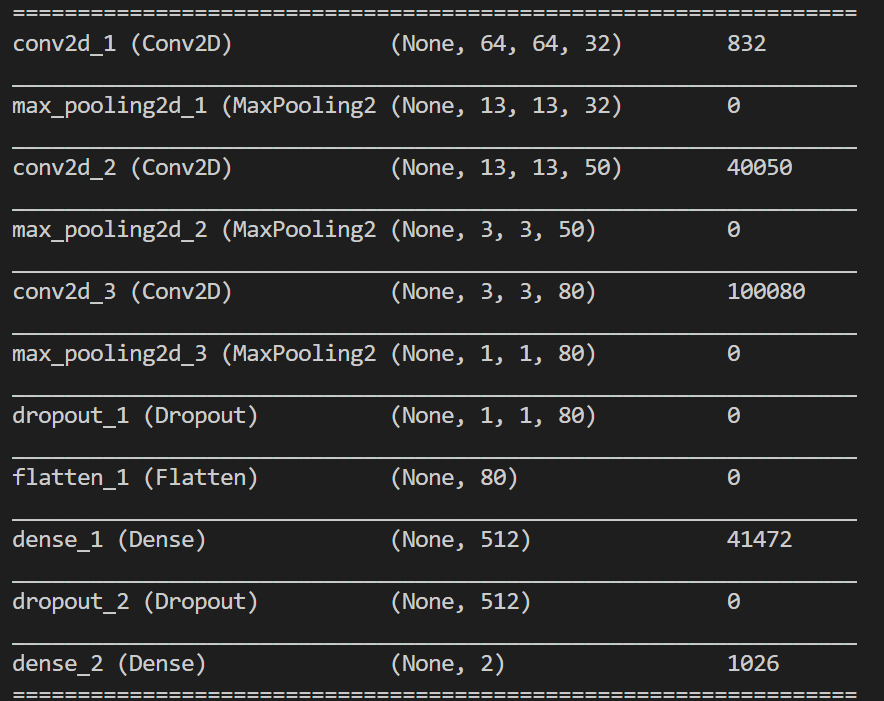 =================================================================
conv2d_1 (Conv2D)            (None, 64, 64, 32)        832
_________________________________________________________________
max_pooling2d_1 (MaxPooling2 (None, 13, 13, 32)        0
_________________________________________________________________
conv2d_2 (Conv2D)            (None, 13, 13, 50)        40050
_________________________________________________________________
max_pooling2d_2 (MaxPooling2 (None, 3, 3, 50)          0
_________________________________________________________________
conv2d_3 (Conv2D)            (None, 3, 3, 80)          100080
_________________________________________________________________
max_pooling2d_3 (MaxPooling2 (None, 1, 1, 80)          0
_________________________________________________________________
dropout_1 (Dropout)          (None, 1, 1, 80)          0
_________________________________________________________________
flatten_1 (Flatten)          (None, 80)                0
_________________________________________________________________
dense_1 (Dense)              (None, 512)               41472
_________________________________________________________________
dropout_2 (Dropout)          (None, 512)               0
_________________________________________________________________
dense_2 (Dense)              (None, 2)                 1026
=================================================================